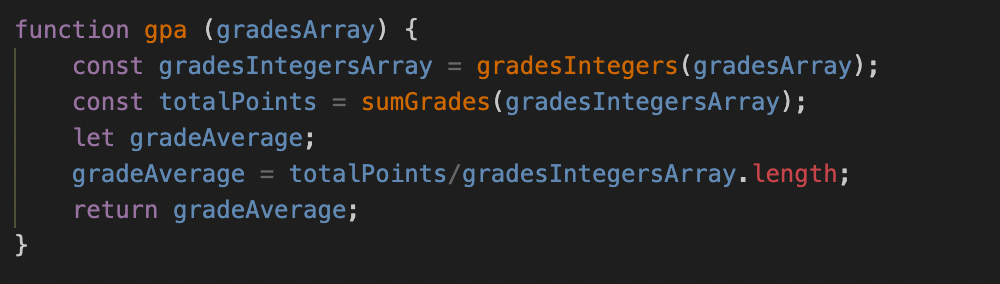 function gpa (gradesArray) {
    const gradesIntegersArray = gradesIntegers(gradesArray);
    const totalPoints = sumGrades(gradesIntegersArray);
    let gradeAverage;
    gradeAverage = totalPoints/gradesIntegersArray.length;
    return gradeAverage;
}